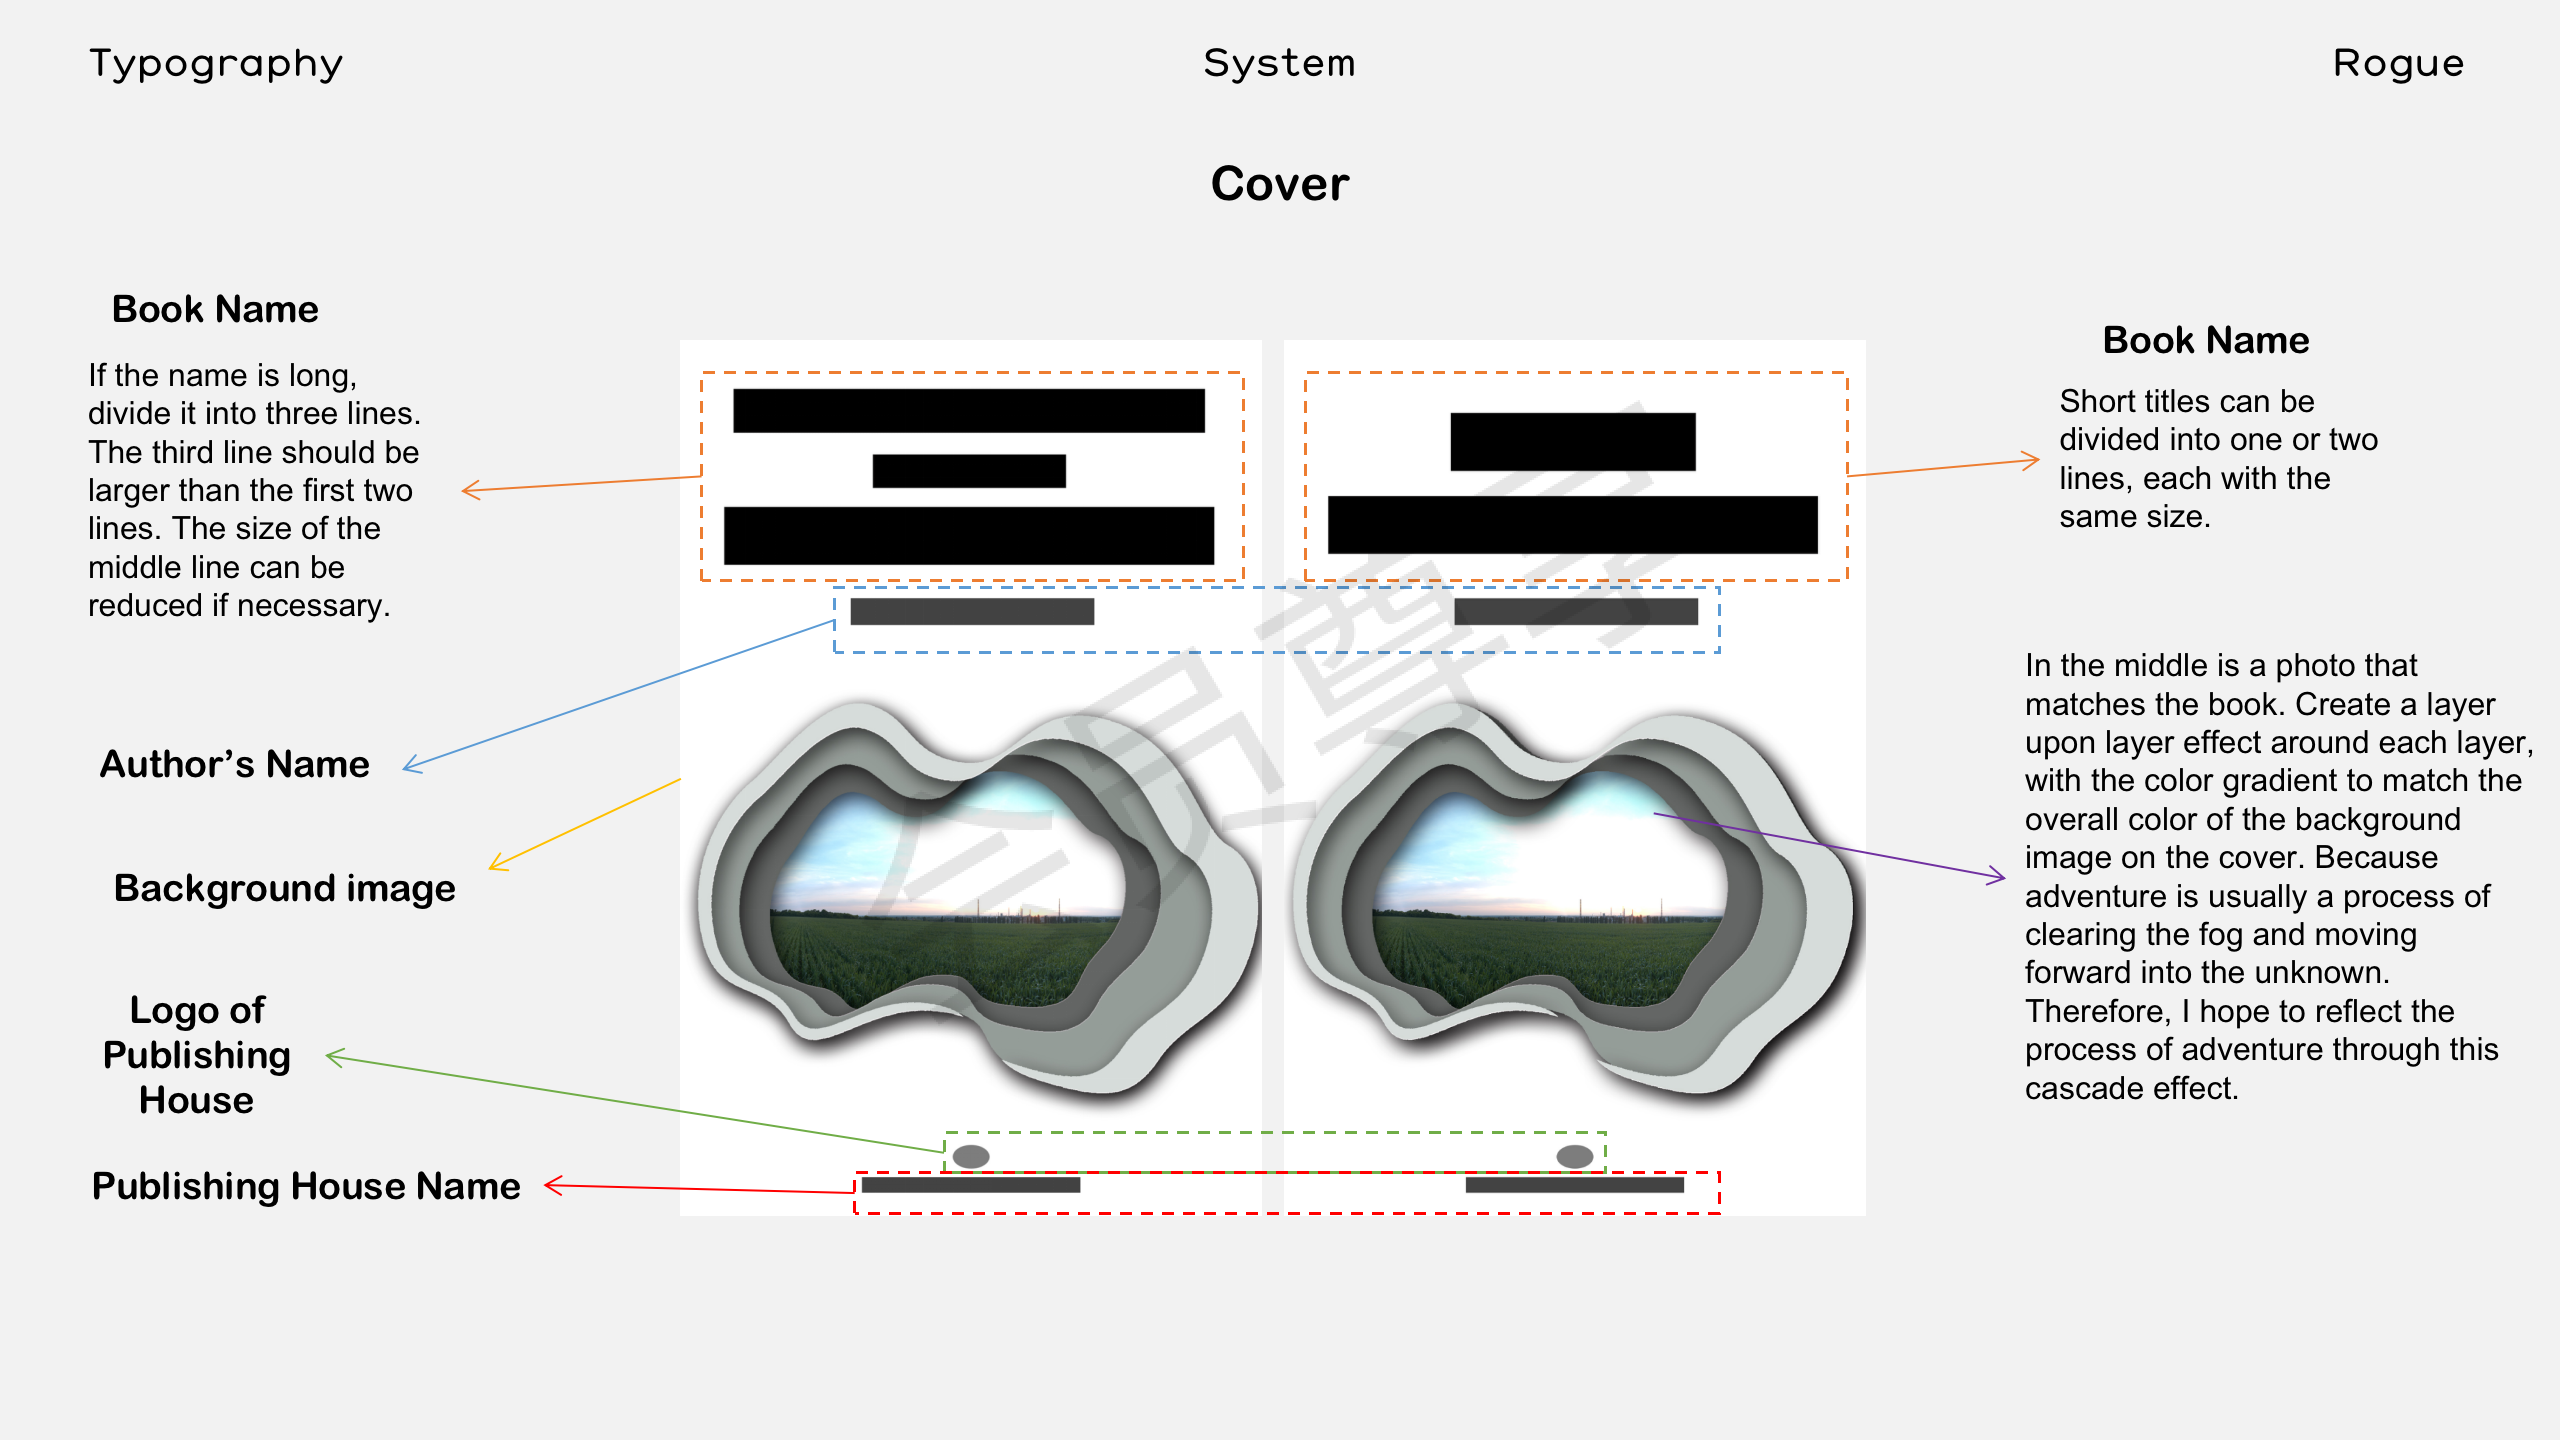 Typography
System
Rogue
Cover
Book Name
If the name is long,
divide it into three lines.
The third line should be
larger than the first two
lines. The size of the
middle line can be
reduced if necessary.
Author’s Name
Background image
Logo of
Publishing
House
Publishing House Name
Book Name
Short titles can be
divided into one or two
lines, each with the
same size.
In the middle is a photo that
matches the book. Create a layer
upon layer effect around each layer,
with the color gradient to match the
overall color of the background
image on the cover. Because
adventure is usually a process of
clearing the fog and moving
forward into the unknown.
Therefore, I hope to reflect the
process of adventure through this
cascade effect.
会员尊享